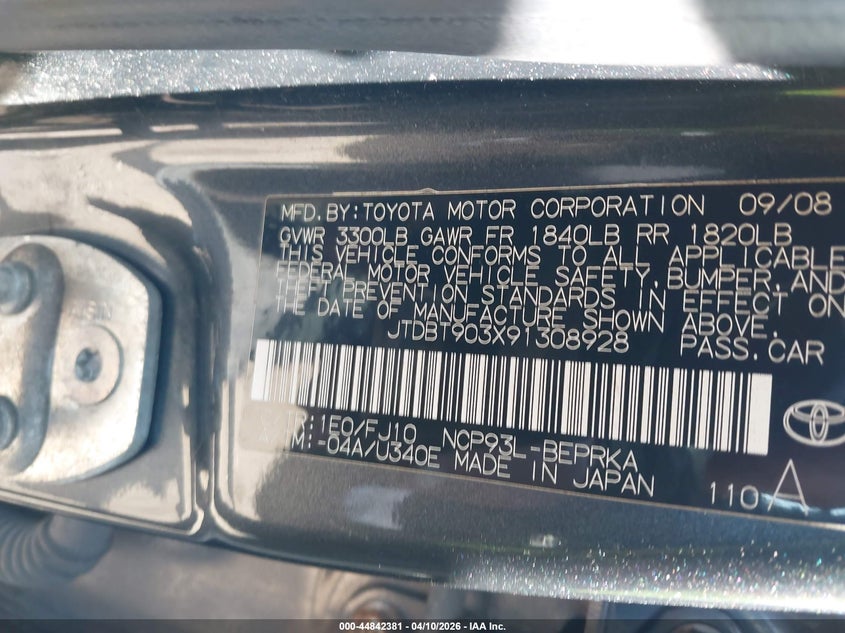 MFD.BY:TOYOTA MOTOR CORPORATION 09/08
GVWR 3300LB GAWR FR 1840LB RR 1820LB
THIS VEHICLE CONFORMS TO ALL APPLICABLE
FEDERAL MOTOR VEHICLE SAFETY, BUMPER, AND
THEFT PREVENTION STANDARDS IN EFFECT ON
THE DATE OF MANUFACTURE SHOWN ABOVE.
JTDBT903X91308928 PASS.CAR
/TR:1E0/FJ10 NCP93L-BEPRKA
/TM:-04A/U340E MADE IN JAPAN
110A
000-44842381 - 04/10/2026 - IAA Inc.